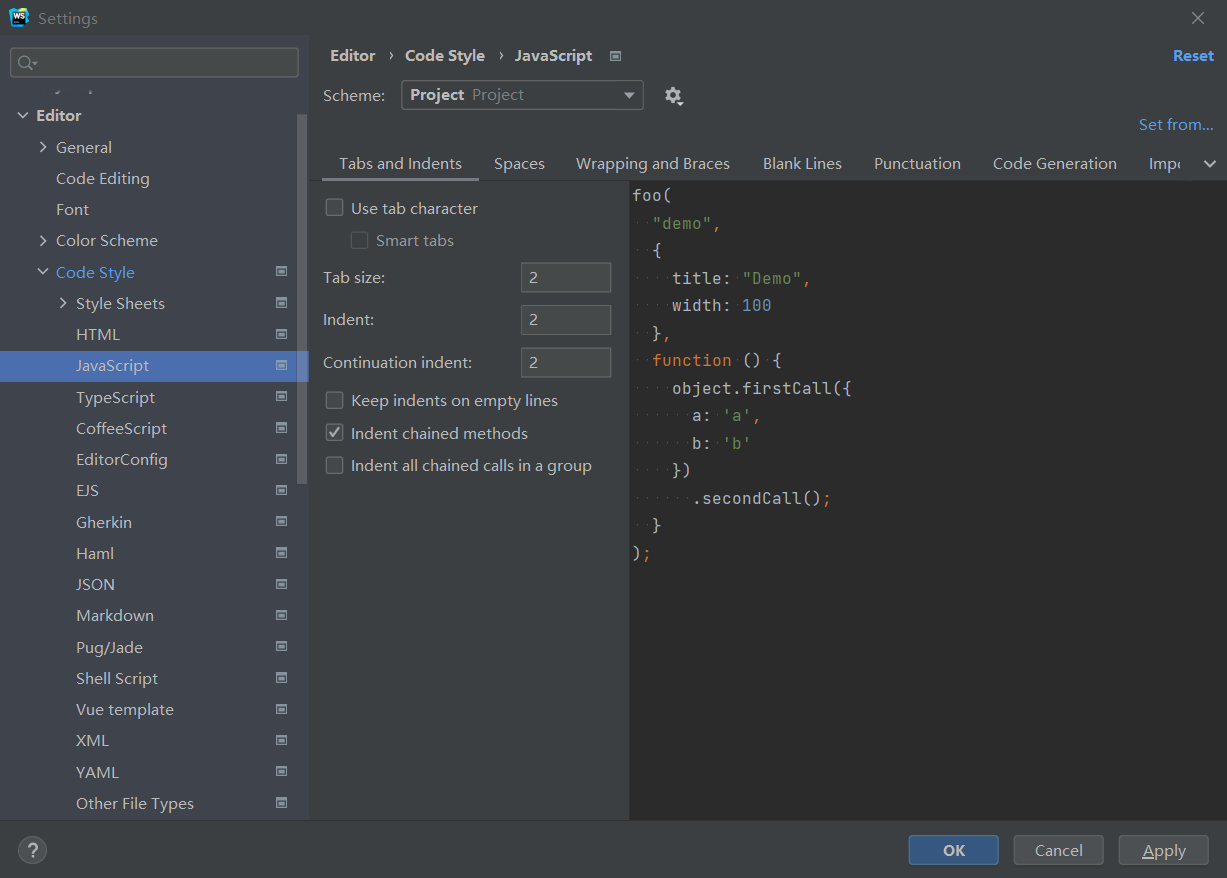 WS Settings
Editor › Code Style › JavaScript
Reset
Scheme: Project Project
Set from...
Editor
General
Code Editing
Font
Color Scheme
Code Style
Style Sheets
HTML
JavaScript
TypeScript
CoffeeScript
EditorConfig
EJS
Gherkin
Haml
JSON
Markdown
Pug/Jade
Shell Script
Vue template
XML
YAML
Other File Types
Tabs and Indents Spaces Wrapping and Braces Blank Lines Punctuation Code Generation
Use tab character
Smart tabs
Tab size: 2
Indent: 2
Continuation indent: 2
Keep indents on empty lines
Indent chained methods
Indent all chained calls in a group
foo(
  "demo",
  {
    title: "Demo",
    width: 100
  },
  function () {
    object.firstCall({
      a: 'a',
      b: 'b'
    })
      .secondCall();
  }
);
?
OK Cancel Apply